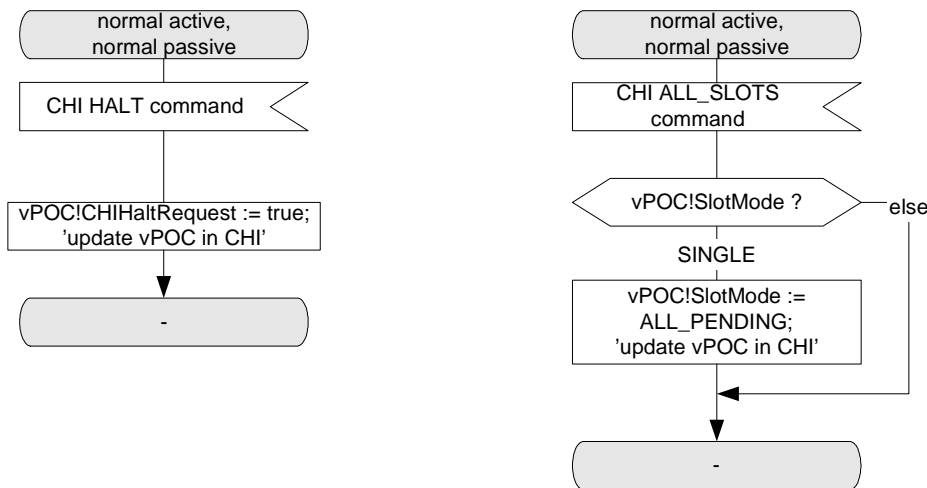 normal active,
normal passive
CHI HALT command
vPOC!CHIHaltRequest := true;
'update vPOC in CHI'
-
normal active,
normal passive
CHI ALL_SLOTS
command
vPOC!SlotMode ?
else
SINGLE
vPOC!SlotMode :=
ALL_PENDING;
'update vPOC in CHI'
-